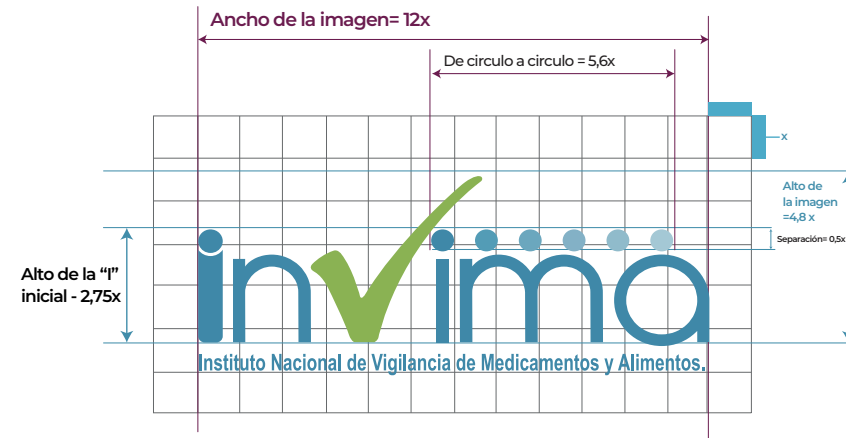 Ancho de la imagen= 12x
De circulo a circulo = 5,6x
x
Alto de
la imagen
=4,8 x
Separación= 0,5x
Alto de la “I”
inicial - 2,75x
invima
Instituto Nacional de Vigilancia de Medicamentos y Alimentos.